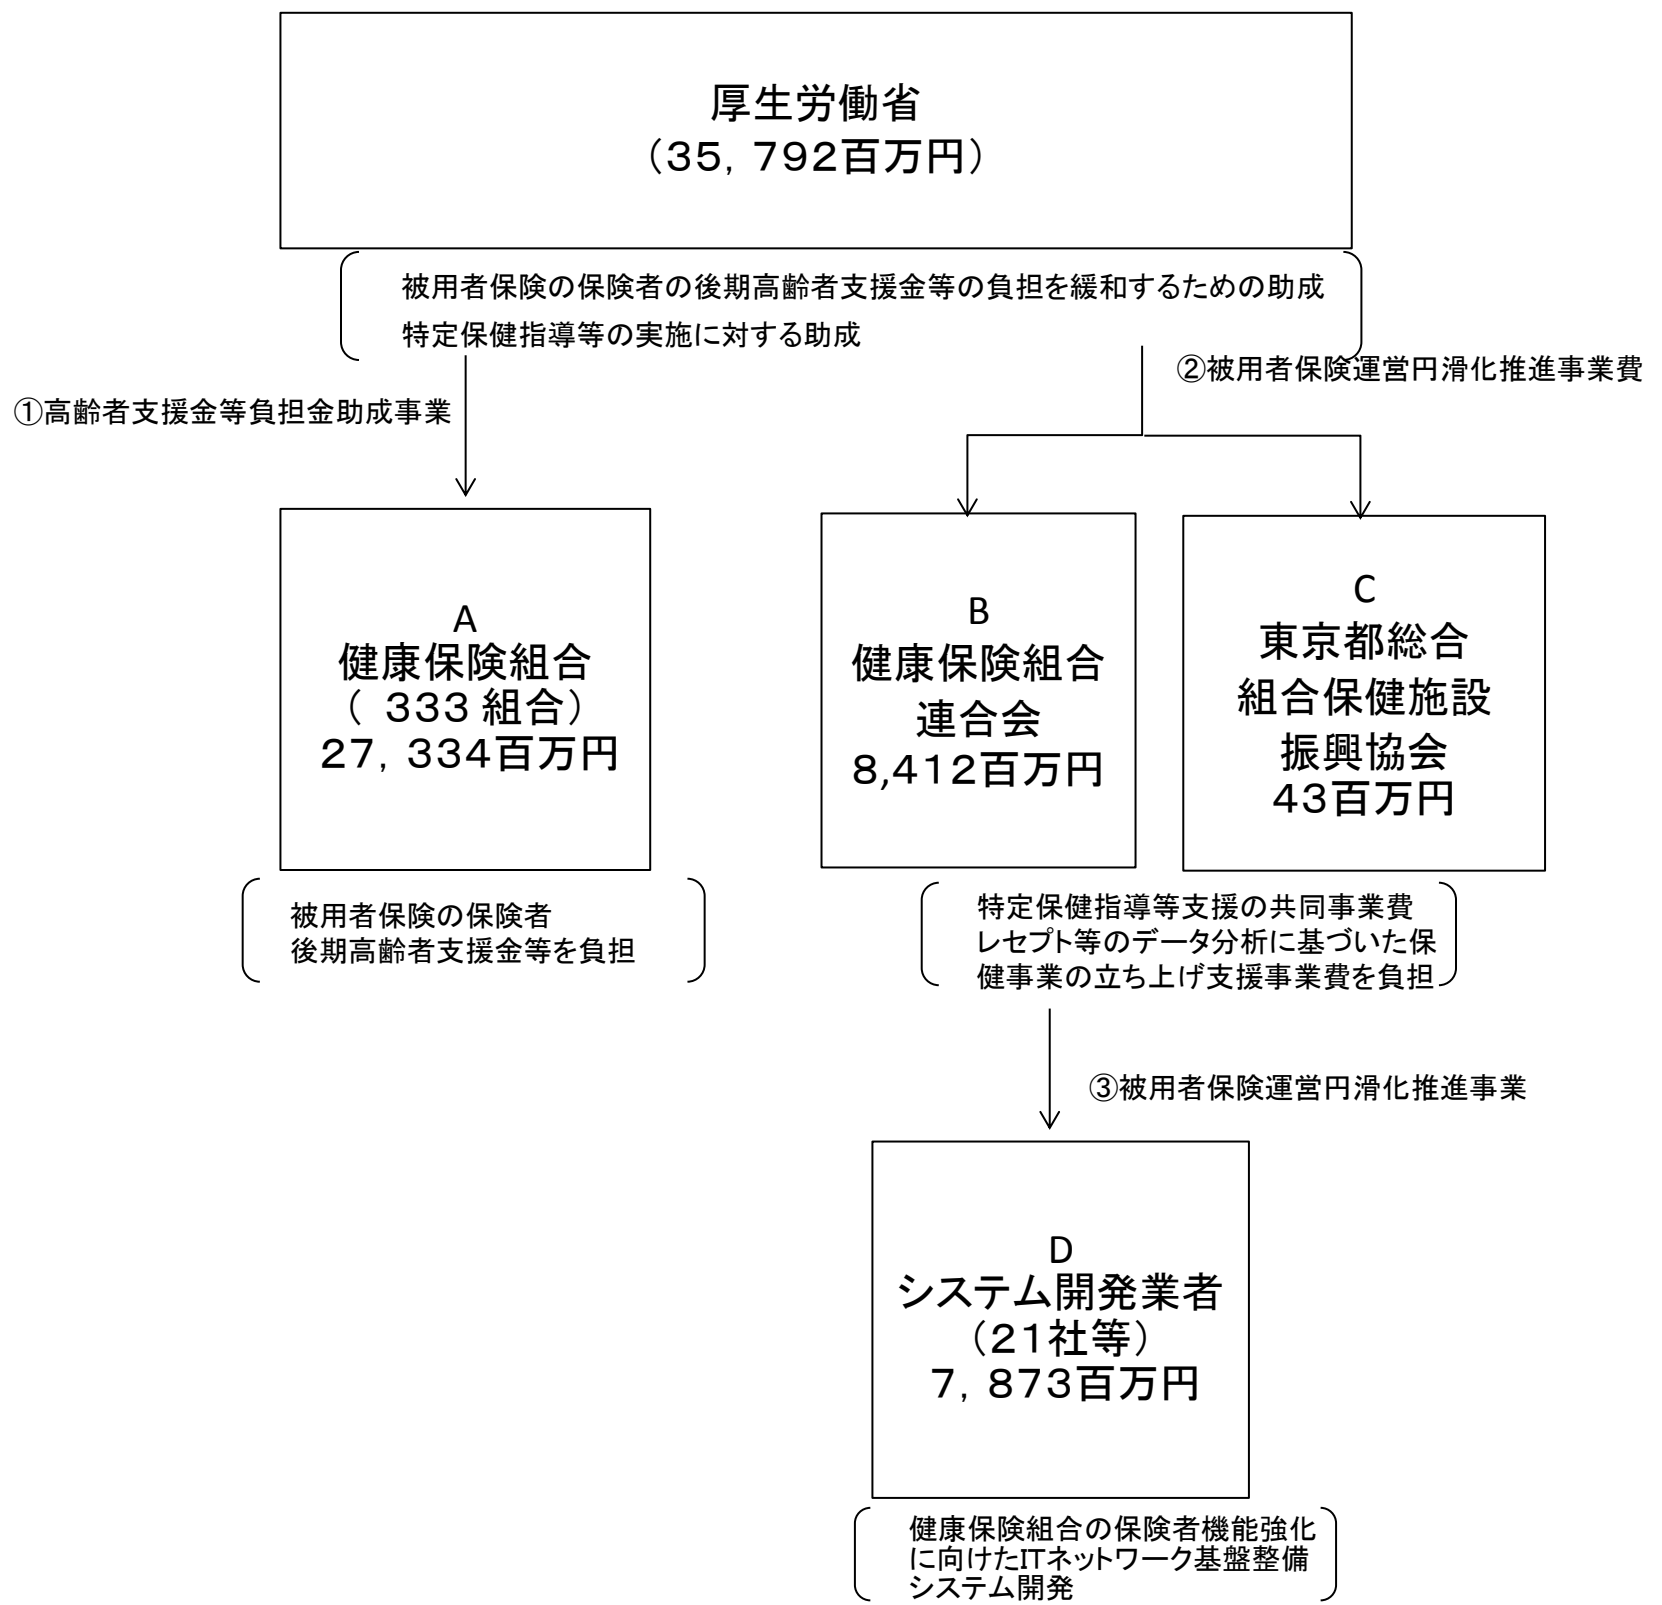 厚生労働省
（35，792百万円）
被用者保険の保険者の後期高齢者支援金等の負担を緩和するための助成
特定保健指導等の実施に対する助成
①高齢者支援金等負担金助成事業
②被用者保険運営円滑化推進事業費
A
健康保険組合
（ 333 組合）
27，334百万円
B
健康保険組合
連合会
8,412百万円
C
東京都総合
組合保健施設
振興協会
43百万円
被用者保険の保険者
後期高齢者支援金等を負担
特定保健指導等支援の共同事業費
レセプト等のデータ分析に基づいた保
健事業の立ち上げ支援事業費を負担
③被用者保険運営円滑化推進事業
D
システム開発業者
（21社等）
7，873百万円
健康保険組合の保険者機能強化
に向けたITネットワーク基盤整備
システム開発